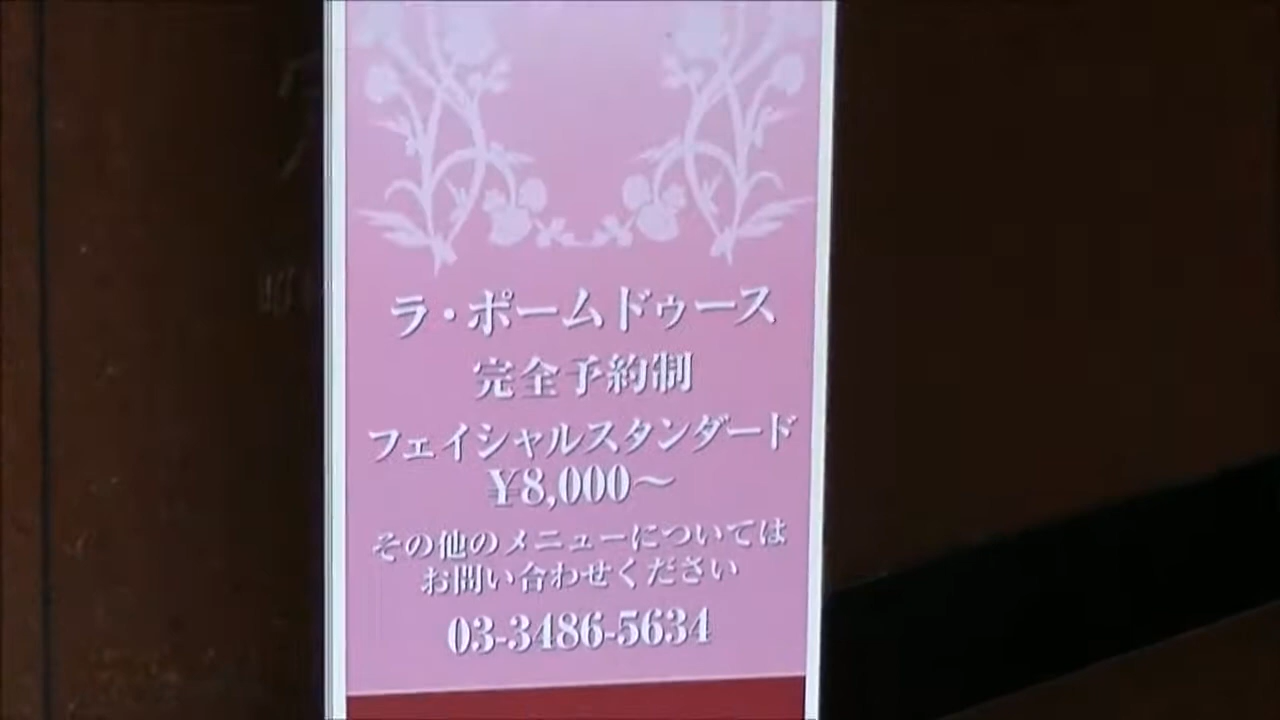 ラ・ポームドゥース
完全予約制
フェイシャルスタンダード
¥8,000～
その他のメニューについては
お問い合わせください
03-3486-5634